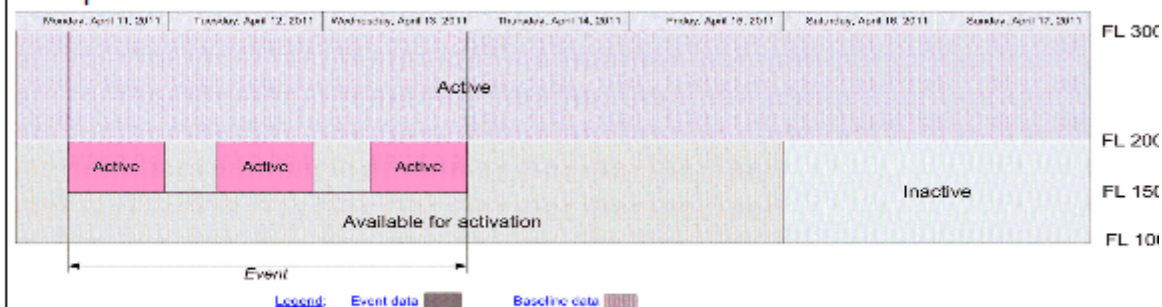 Monday, April 11, 2011 Tuesday, April 12, 2011 Wednesday, April 13, 2011 Thursday, April 14, 2011 Friday, April 15, 2011 Saturday, April 16, 2011 Sunday, April 17, 2011
FL 300
Active
FL 200
Active Active Active
Inactive
FL 150
Available for activation
FL 100
Event
Legend: Event data Baseline data